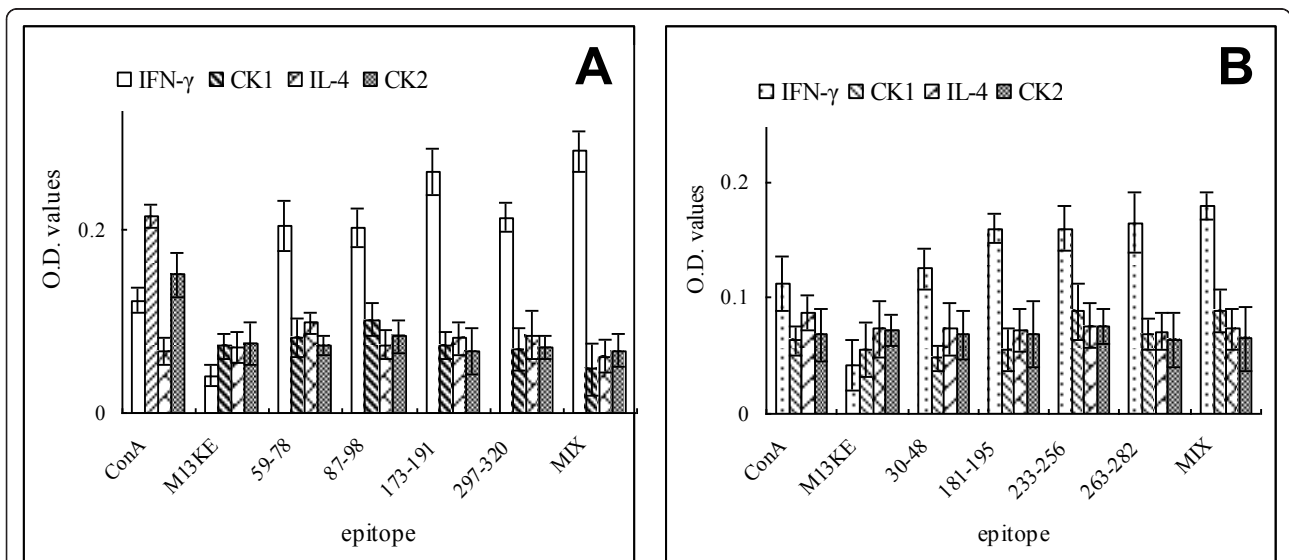 A
IFN-γ CK1 IL-4 CK2
O.D. values
0.2
0
ConA M13KE 59-78 87-98 173-191 297-320 MIX
epitope
B
IFN-γ CK1 IL-4 CK2
O.D. values
0.2
0.1
0
ConA M13KE 30-48 181-195 233-256 263-282 MIX
epitope